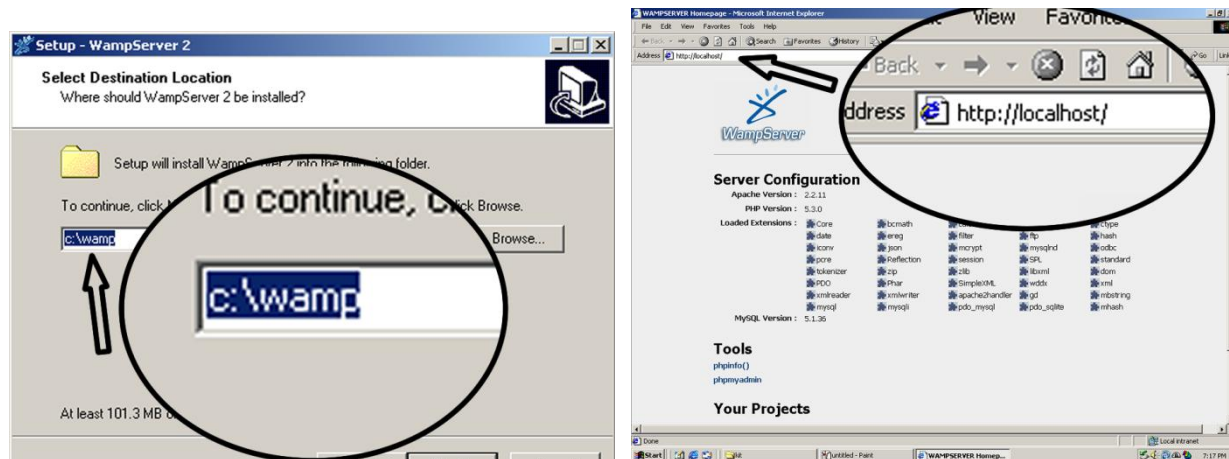 Setup - WampServer 2
Select Destination Location
Where should WampServer 2 be installed?
Setup will install WampServer 2 into the following folder.
To continue, click
Click Browse.
c:\wamp
Browse...
To continue, c
c:\wamp
At least 101.3 MB
WAMPSERVER Homepage - Microsoft Internet Explorer
File Edit View Favorites Tools Help
Back Search Favorites History
Address http://localhost/
Go
View
Back
ddress http://localhost/
WampServer
Server Configuration
Apache Version : 2.2.11
PHP Version : 5.3.0
Loaded Extensions : Core bcmath ctype
date ereg filter ftp hash
iconv json mcrypt mysqlnd odbc
pcre Reflection session SPL standard
tokenizer zip zlib libxml dom
PDO Phar SimpleXML wddx xml
xmlreader xmlwriter apache2handler gd mbstring
mysql mysqli pdo_mysql pdo_sqlite mhash
MySQL Version : 5.1.36
Tools
phpinfo()
phpmyadmin
Your Projects
Done
Local intranet
Start
untitled - Paint
WAMPSERVER Homep...
7:17 PM